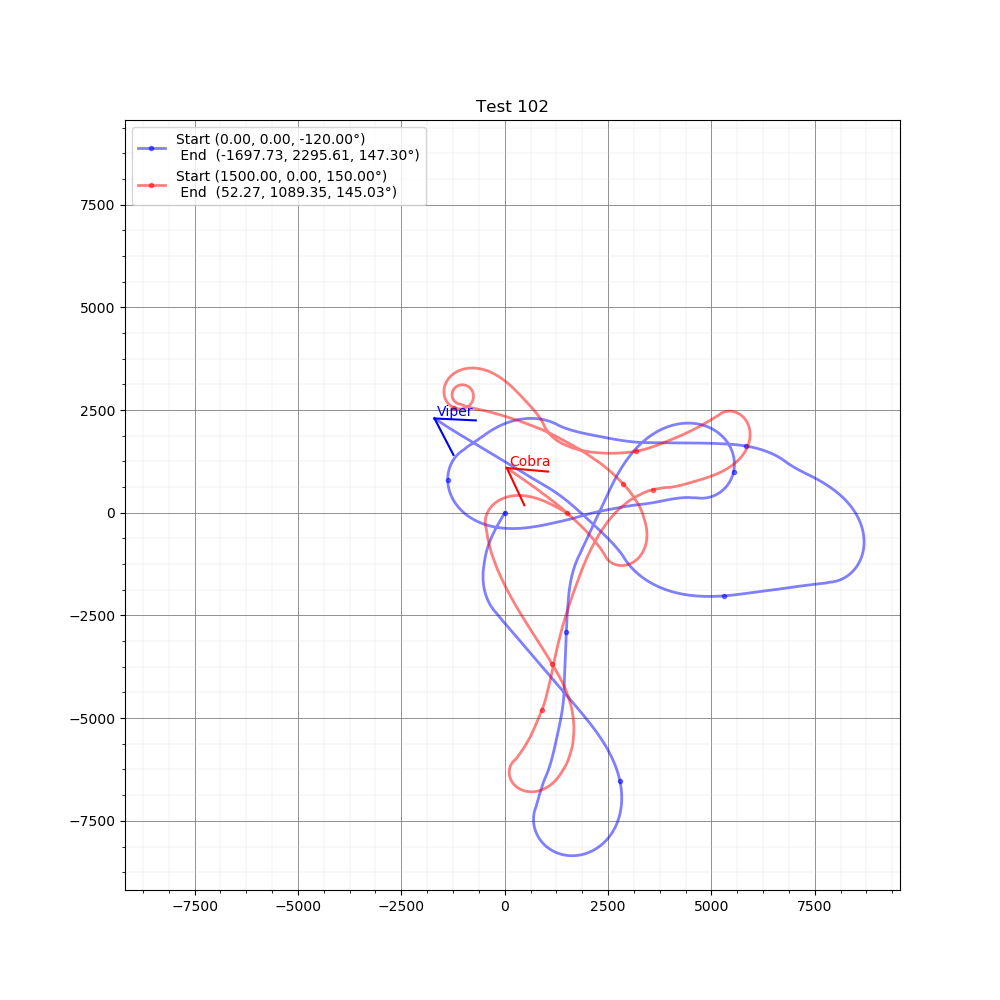 Test 102
Start (0.00, 0.00, -120.00°)
End (-1697.73, 2295.61, 147.30°)
Start (1500.00, 0.00, 150.00°)
End (52.27, 1089.35, 145.03°)
7500
5000
2500
0
−2500
−5000
−7500
Viper
Cobra
−7500 −5000 −2500 0 2500 5000 7500